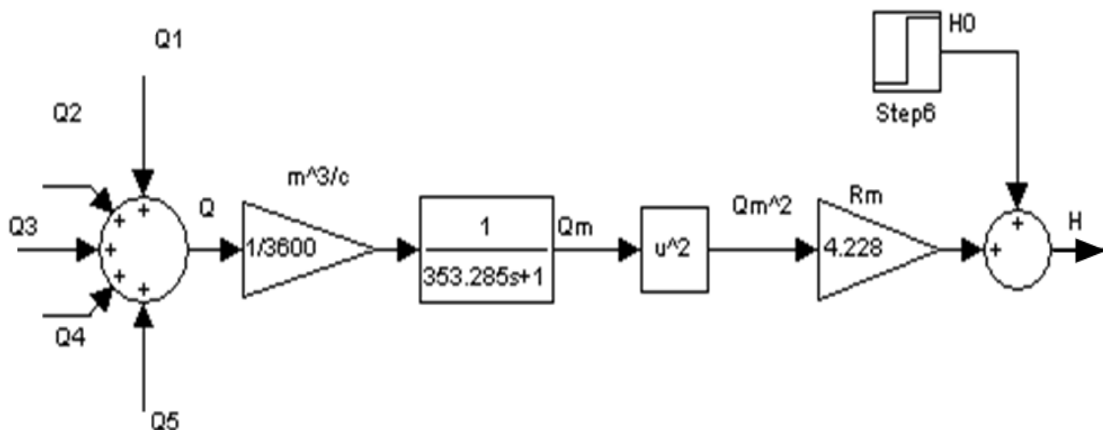 Q1
H0
Step6
Q2
m^3/c
Q3
Q
1/3600
1
353.285s+1
Qm
u^2
Qm^2
Rm
4.228
H
Q4
Q5
+
+
+
+
+
+
+